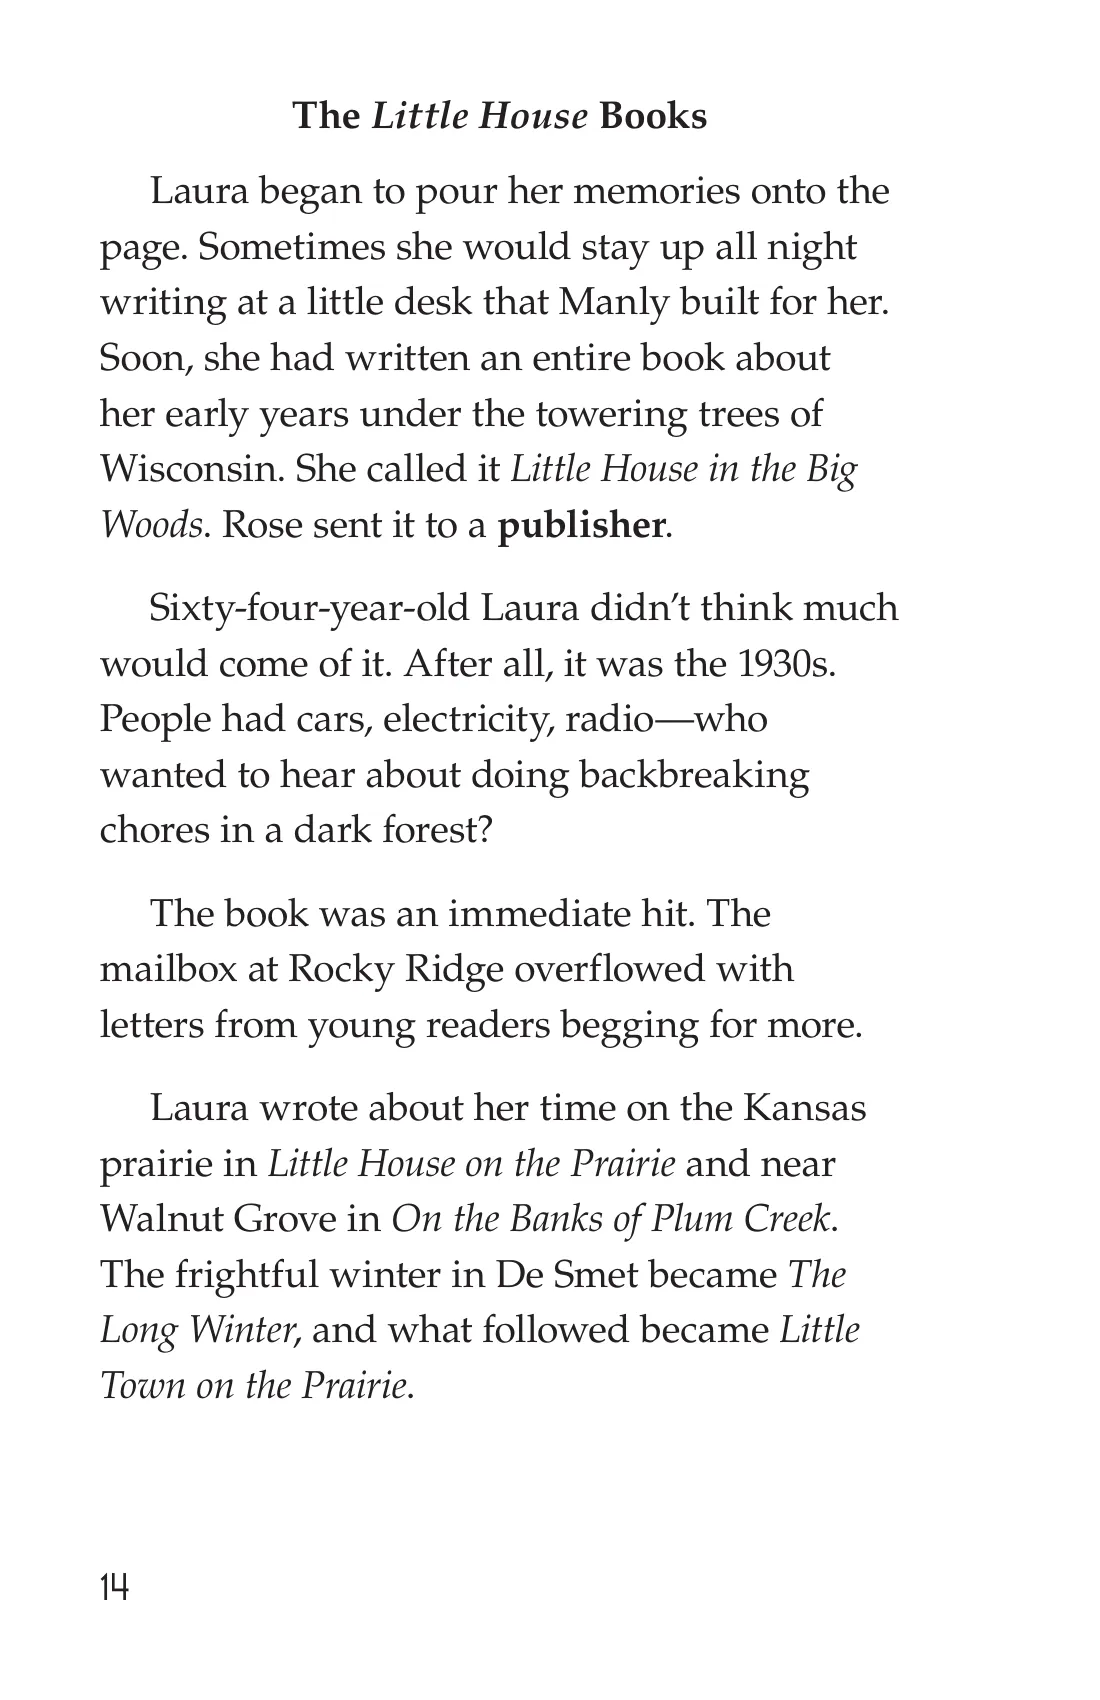 The Little House Books
Laura began to pour her memories onto the
page. Sometimes she would stay up all night
writing at a little desk that Manly built for her.
Soon, she had written an entire book about
her early years under the towering trees of
Wisconsin. She called it Little House in the Big
Woods. Rose sent it to a publisher.
Sixty-four-year-old Laura didn’t think much
would come of it. After all, it was the 1930s.
People had cars, electricity, radio—who
wanted to hear about doing backbreaking
chores in a dark forest?
The book was an immediate hit. The
mailbox at Rocky Ridge overflowed with
letters from young readers begging for more.
Laura wrote about her time on the Kansas
prairie in Little House on the Prairie and near
Walnut Grove in On the Banks of Plum Creek.
The frightful winter in De Smet became The
Long Winter, and what followed became Little
Town on the Prairie.
14